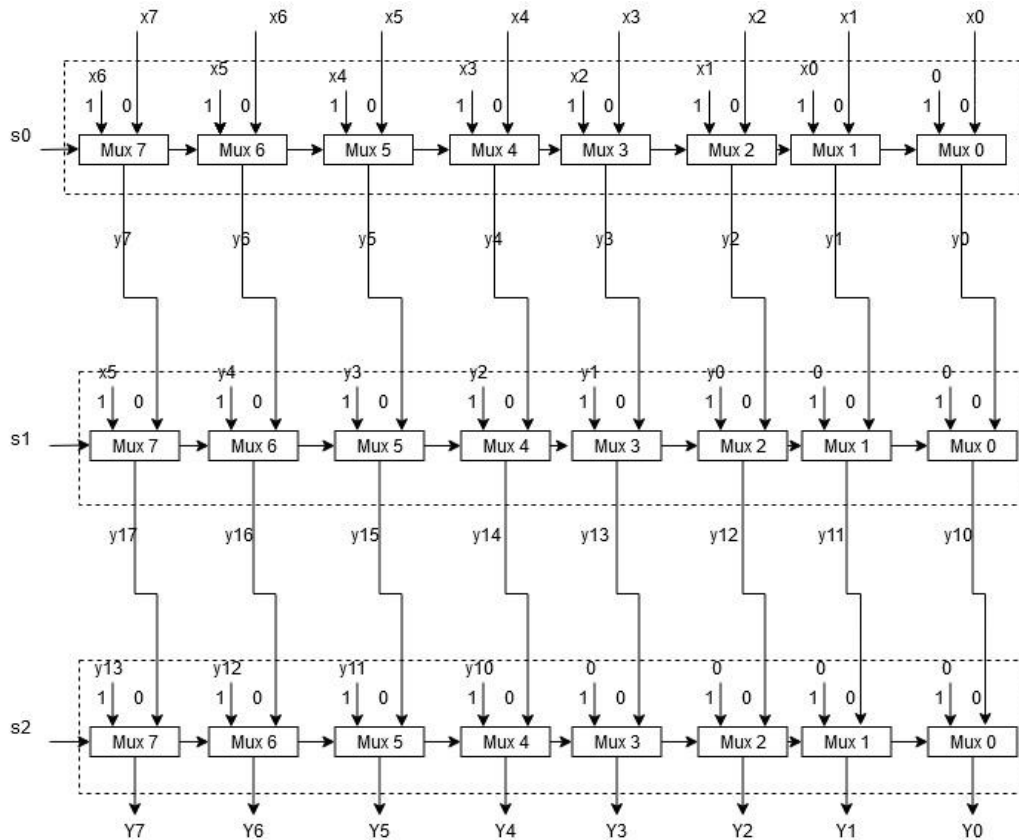 x7 x6 x5 x4 x3 x2 x1 x0
x6 x5 x4 x3 x2 x1 x0 0
1 0 1 0 1 0 1 0 1 0 1 0 1 0 1 0
s0 Mux 7 Mux 6 Mux 5 Mux 4 Mux 3 Mux 2 Mux 1 Mux 0
y7 y6 y5 y4 y3 y2 y1 y0
x5 y4 y3 y2 y1 y0 0 0
1 0 1 0 1 0 1 0 1 0 1 0 1 0 1 0
s1 Mux 7 Mux 6 Mux 5 Mux 4 Mux 3 Mux 2 Mux 1 Mux 0
y17 y16 y15 y14 y13 y12 y11 y10
y13 y12 y11 y10 0 0 0 0
1 0 1 0 1 0 1 0 1 0 1 0 1 0 1 0
s2 Mux 7 Mux 6 Mux 5 Mux 4 Mux 3 Mux 2 Mux 1 Mux 0
Y7 Y6 Y5 Y4 Y3 Y2 Y1 Y0